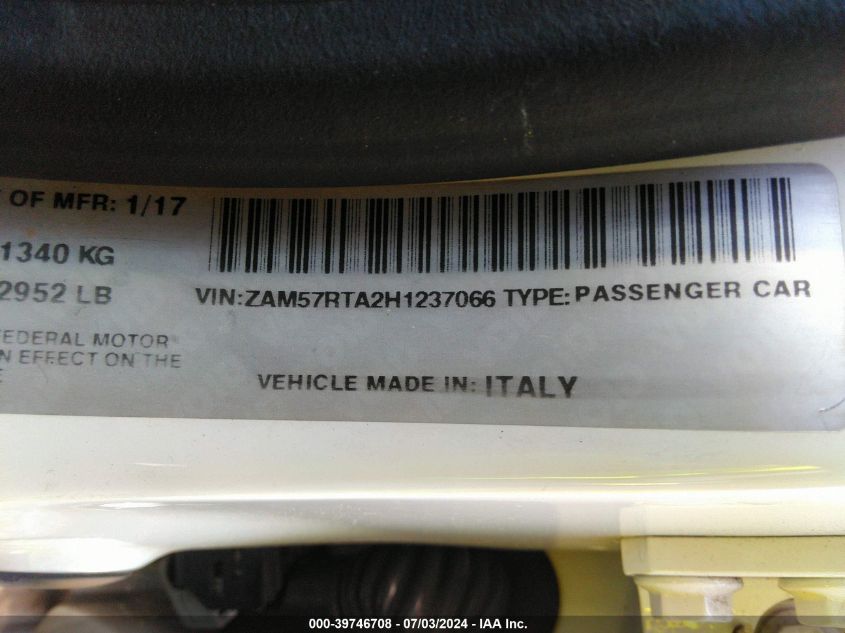 OF MFR: 1/17
1340 KG
2952 LB
VIN:ZAM57RTA2H1237066 TYPE:PASSENGER CAR
FEDERAL MOTOR
IN EFFECT ON THE
VEHICLE MADE IN: ITALY
000-39746708 / 07/03/2024 - IAA Inc.